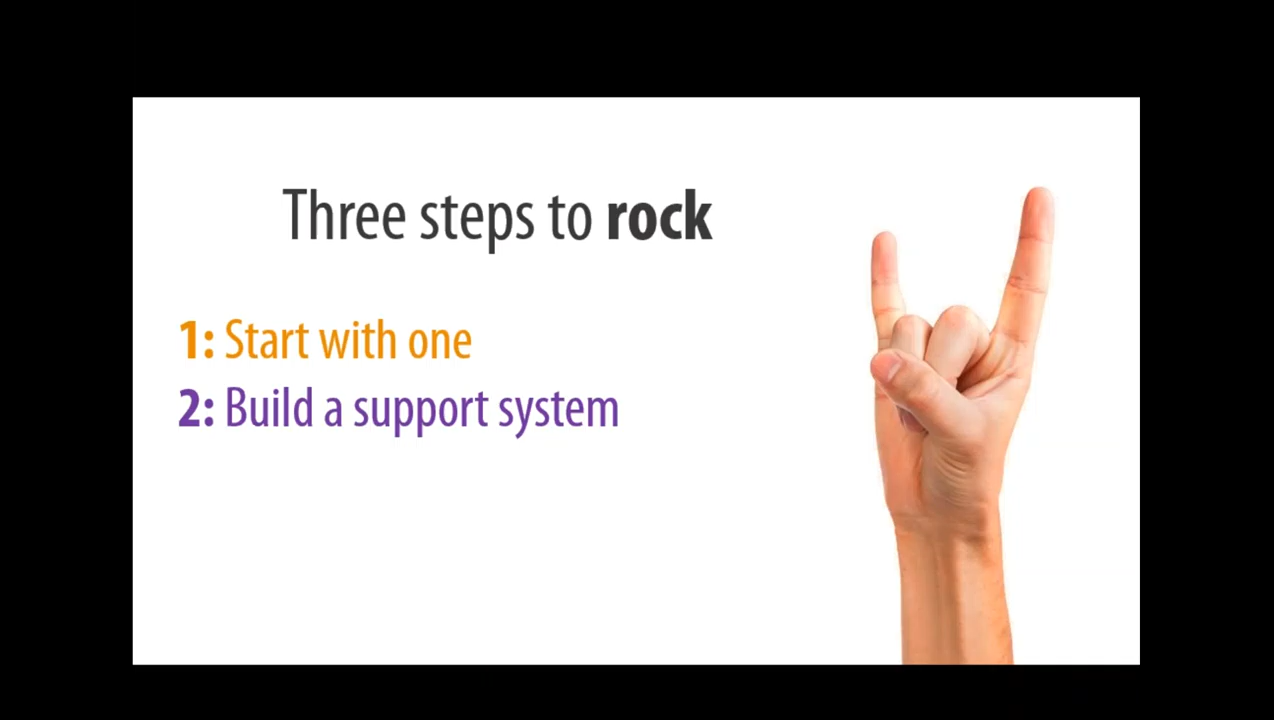 Three steps to rock
1: Start with one
2: Build a support system